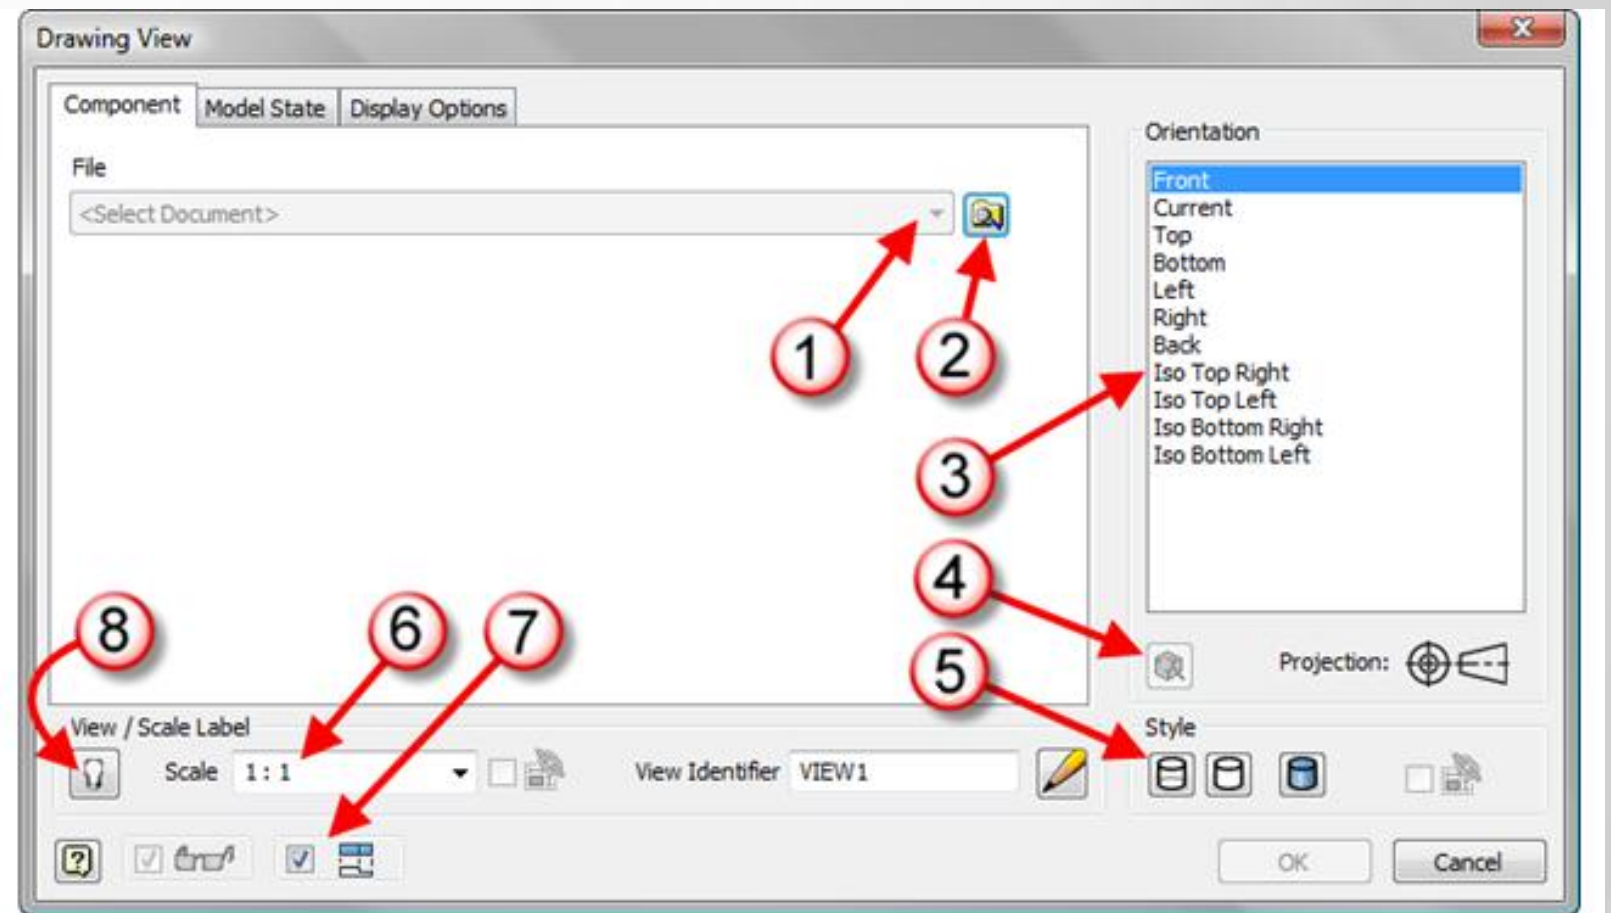 Drawing View
Component Model State Display Options
File
<Select Document>
Orientation
Front
Current
Top
Bottom
Left
Right
Back
Iso Top Right
Iso Top Left
Iso Bottom Right
Iso Bottom Left
1 2
3
4
8 6 7
5
Projection:
View / Scale Label
Scale 1 : 1
View Identifier VIEW1
Style
?
OK Cancel